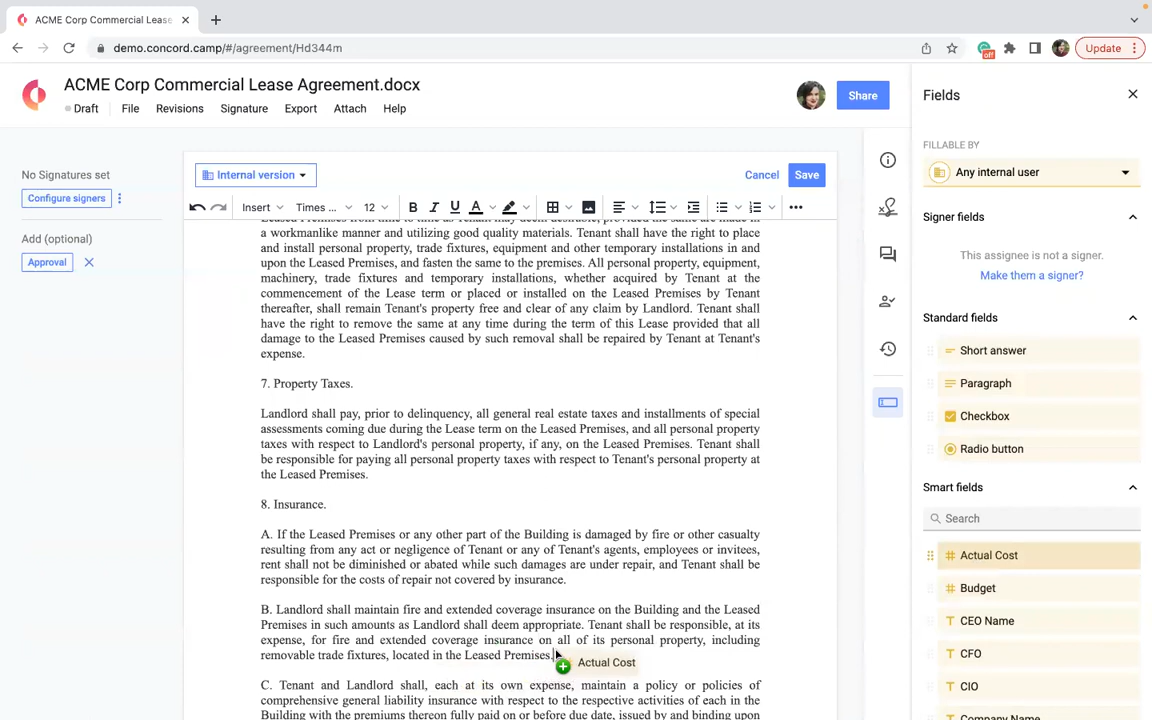 ACME Corp Commercial Lease
demo.concord.camp/#/agreement/Hd344m
off
Update
ACME Corp Commercial Lease Agreement.docx
Draft File Revisions Signature Export Attach Help
Share
Fields
No Signatures set
Configure signers
Add (optional)
Approval
Internal version
Cancel Save
Insert Times ... 12 B I U A
a workmanlike manner and utilizing good quality materials. Tenant shall have the right to place
and install personal property, trade fixtures, equipment and other temporary installations in and
upon the Leased Premises, and fasten the same to the premises. All personal property, equipment,
machinery, trade fixtures and temporary installations, whether acquired by Tenant at the
commencement of the Lease term or placed or installed on the Leased Premises by Tenant
thereafter, shall remain Tenant's property free and clear of any claim by Landlord. Tenant shall
have the right to remove the same at any time during the term of this Lease provided that all
damage to the Leased Premises caused by such removal shall be repaired by Tenant at Tenant's
expense.
7. Property Taxes.
Landlord shall pay, prior to delinquency, all general real estate taxes and installments of special
assessments coming due during the Lease term on the Leased Premises, and all personal property
taxes with respect to Landlord's personal property, if any, on the Leased Premises. Tenant shall
be responsible for paying all personal property taxes with respect to Tenant's personal property at
the Leased Premises.
8. Insurance.
A. If the Leased Premises or any other part of the Building is damaged by fire or other casualty
resulting from any act or negligence of Tenant or any of Tenant's agents, employees or invitees,
rent shall not be diminished or abated while such damages are under repair, and Tenant shall be
responsible for the costs of repair not covered by insurance.
B. Landlord shall maintain fire and extended coverage insurance on the Building and the Leased
Premises in such amounts as Landlord shall deem appropriate. Tenant shall be responsible, at its
expense, for fire and extended coverage insurance on all of its personal property, including
removable trade fixtures, located in the Leased Premises.
Actual Cost
C. Tenant and Landlord shall, each at its own expense, maintain a policy or policies of
comprehensive general liability insurance with respect to the respective activities of each in the
Building with the premiums thereon fully paid on or before due date, issued by and binding upon
FILLABLE BY
Any internal user
Signer fields
This assignee is not a signer.
Make them a signer?
Standard fields
Short answer
Paragraph
Checkbox
Radio button
Smart fields
Search
Actual Cost
Budget
CEO Name
CFO
CIO
Company Name